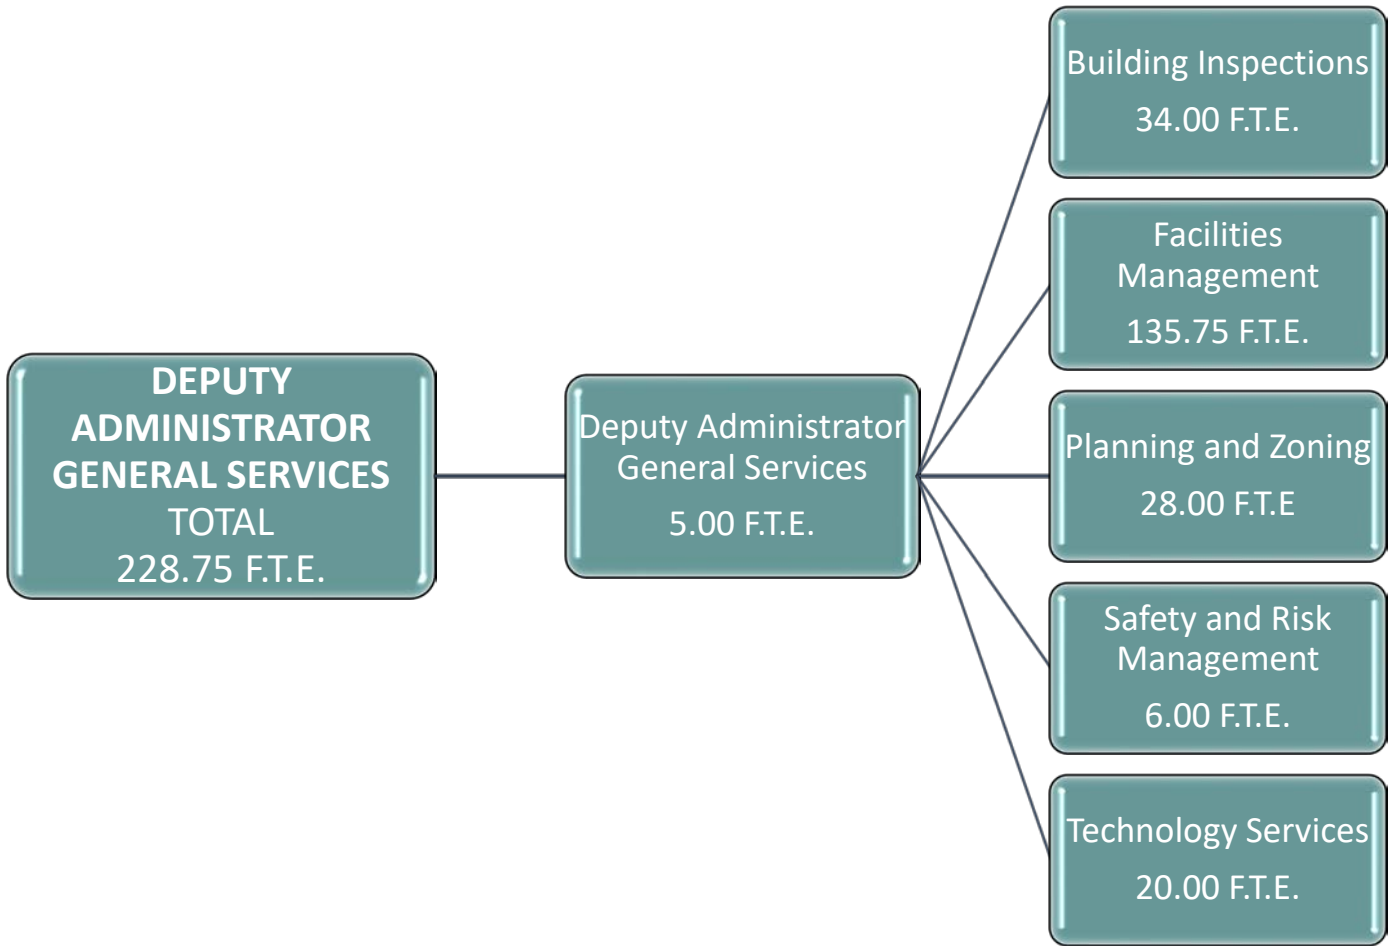 DEPUTY
ADMINISTRATOR
GENERAL SERVICES
TOTAL
228.75 F.T.E.
Deputy Administrator
General Services
5.00 F.T.E.
Building Inspections
34.00 F.T.E.
Facilities
Management
135.75 F.T.E.
Planning and Zoning
28.00 F.T.E
Safety and Risk
Management
6.00 F.T.E.
Technology Services
20.00 F.T.E.